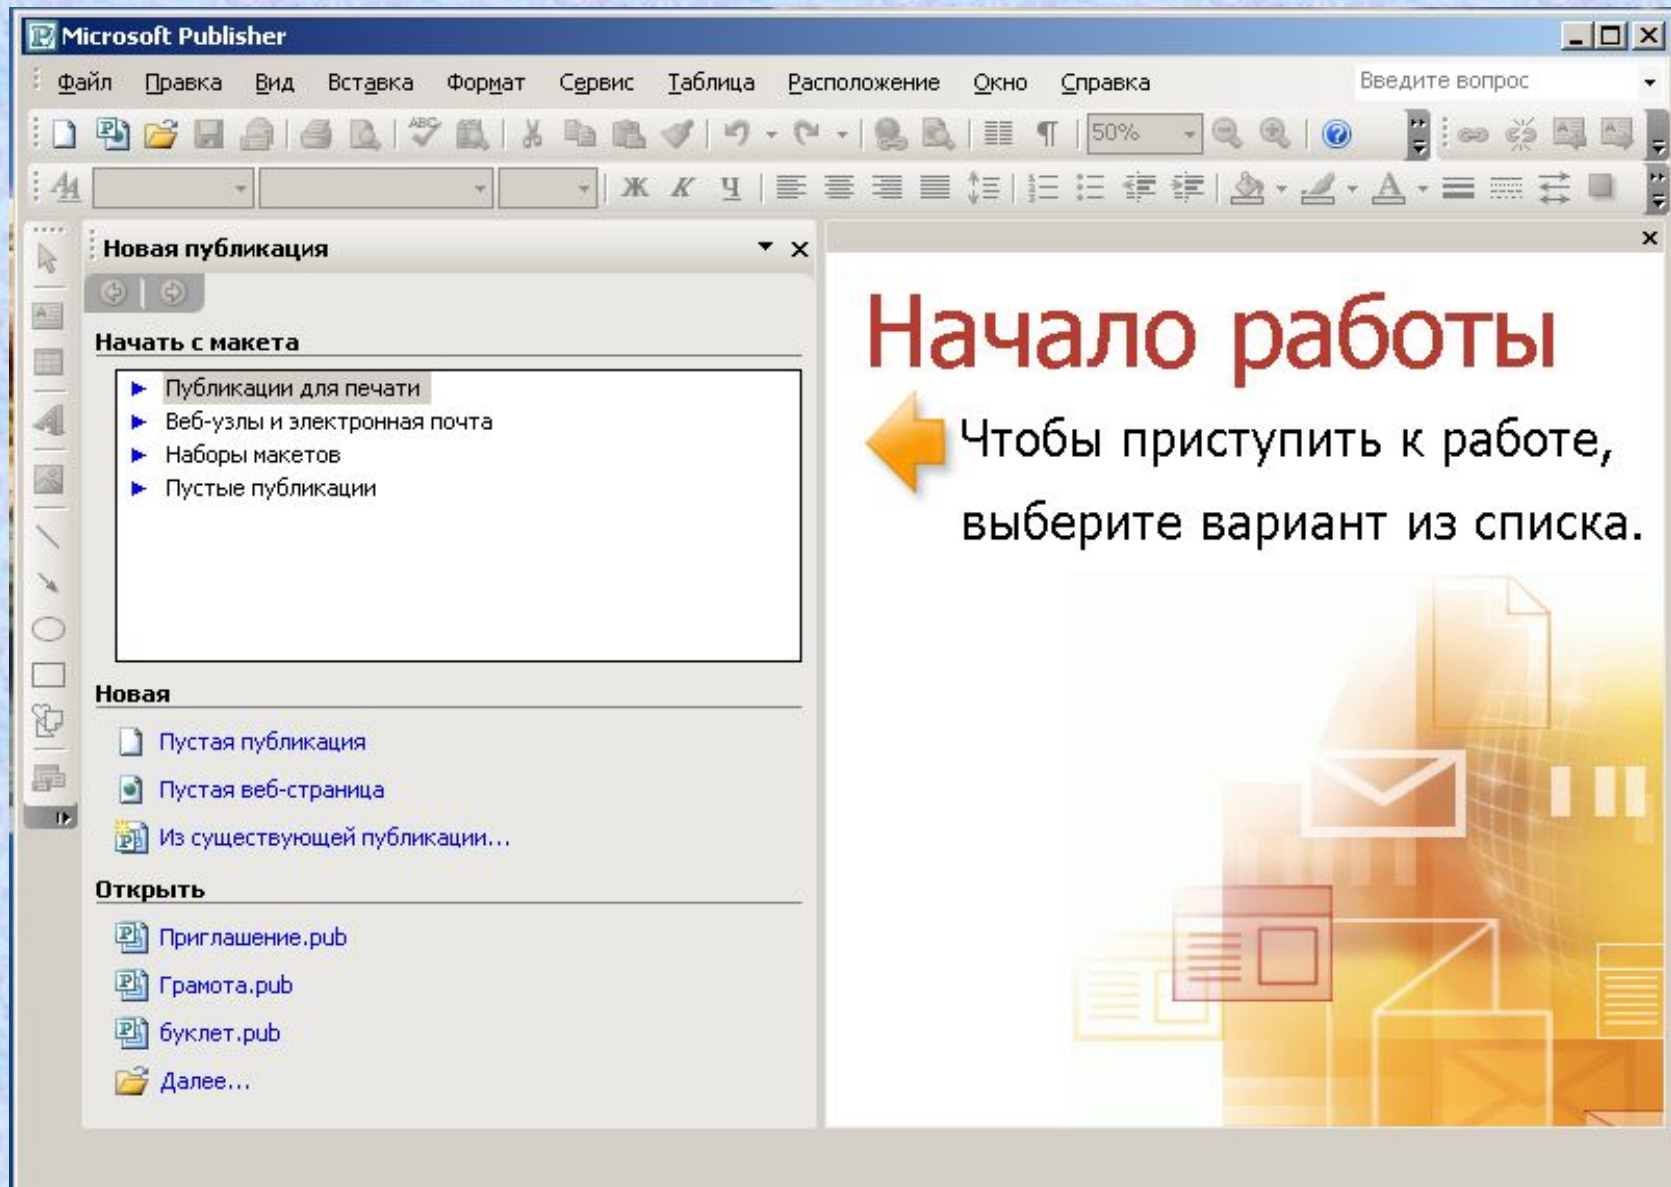 Microsoft Publisher
Файл Правка Вид Вставка Формат Сервис Таблица Расположение Окно Справка Введите вопрос
ABC 50%
Ж К Ч А
Новая публикация
Начало работы
Чтобы приступить к работе,
выберите вариант из списка.
Начать с макета
Публикации для печати
Веб-узлы и электронная почта
Наборы макетов
Пустые публикации
Новая
Пустая публикация
Пустая веб-страница
Из существующей публикации...
Открыть
Приглашение.pub
Грамота.pub
буклет.pub
Далее...